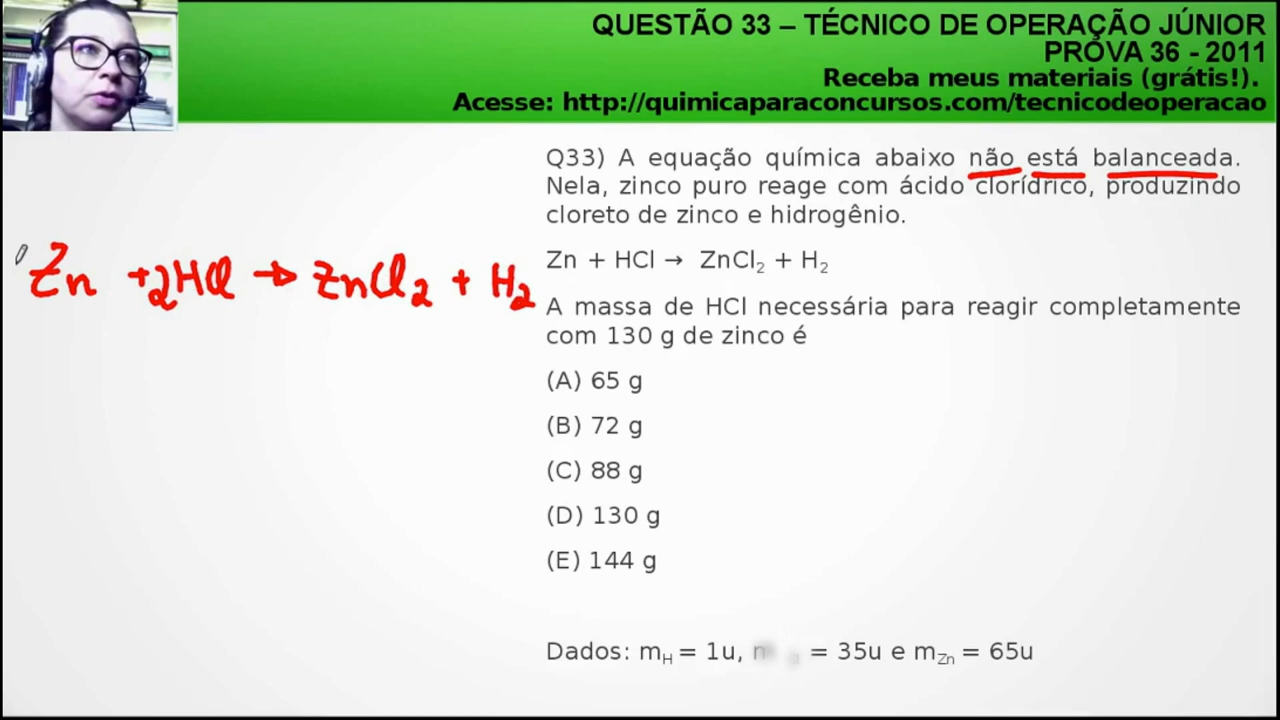 QUESTÃO 33 – TÉCNICO DE OPERAÇÃO JÚNIOR
PROVA 36 - 2011
Receba meus materiais (grátis!).
Acesse: http://quimicaparaconcursos.com/tecnicodeoperacao
Q33) A equação química abaixo não está balanceada.
Nela, zinco puro reage com ácido clorídrico, produzindo
cloreto de zinco e hidrogênio.
Zn + 2HCl → ZnCl₂ + H₂
Zn + HCl → ZnCl₂ + H₂
A massa de HCl necessária para reagir completamente
com 130 g de zinco é
(A) 65 g
(B) 72 g
(C) 88 g
(D) 130 g
(E) 144 g
Dados: mH = 1u, = 35u e mZn = 65u